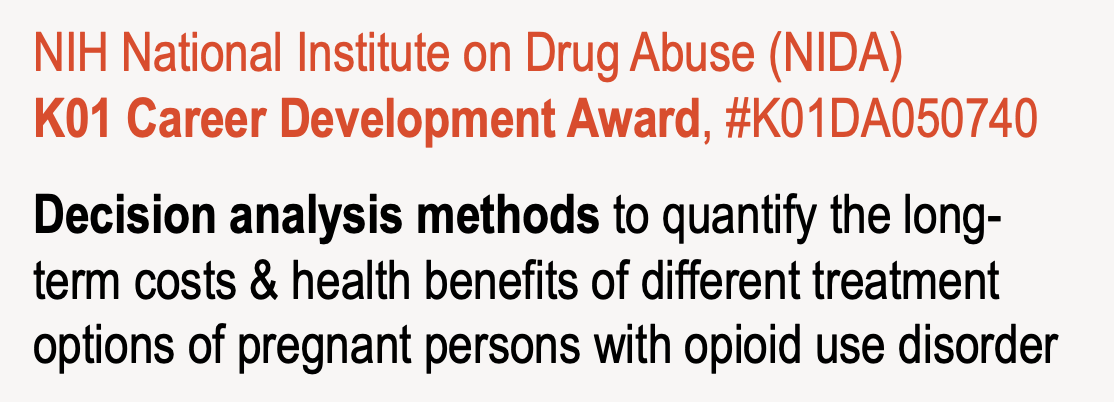 NIH National Institute on Drug Abuse (NIDA)
K01 Career Development Award, #K01DA050740
Decision analysis methods to quantify the long-
term costs & health benefits of different treatment
options of pregnant persons with opioid use disorder